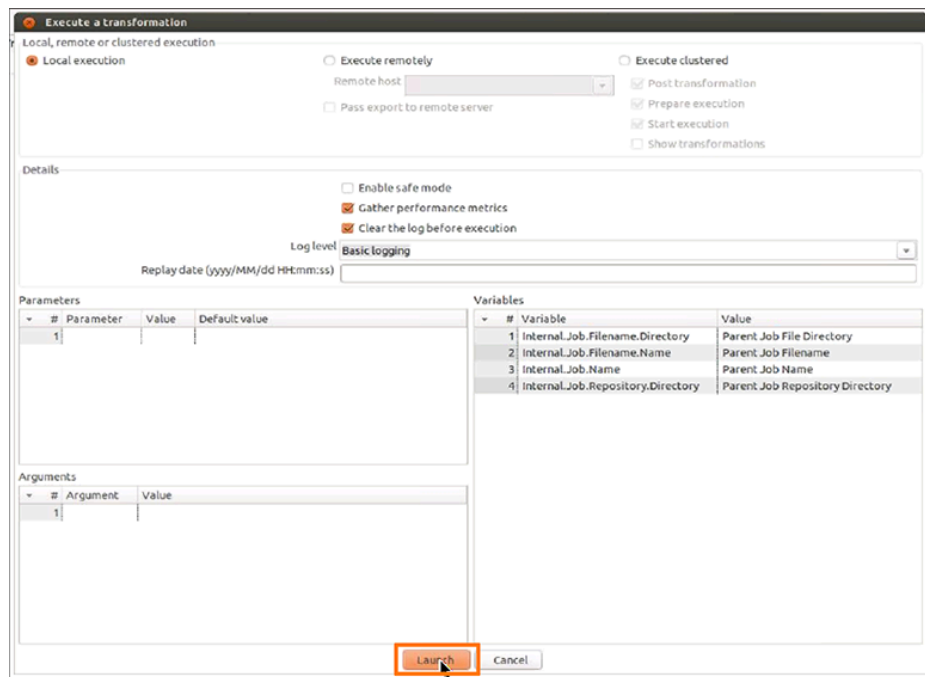 Execute a transformation
Local, remote or clustered execution
Local execution
Execute remotely
Execute clustered
Remote host
Post transformation
Pass export to remote server
Prepare execution
Start execution
Show transformations
Details
Enable safe mode
Gather performance metrics
Clear the log before execution
Log level Basic logging
Replay date (yyyy/MM/dd HH:mm:ss)
Parameters
# Parameter Value Default value
1
Variables
# Variable Value
1 Internal.Job.Filename.Directory Parent Job File Directory
2 Internal.Job.Filename.Name Parent Job Filename
3 Internal.Job.Name Parent Job Name
4 Internal.Job.Repository.Directory Parent Job Repository Directory
Arguments
# Argument Value
1
Launch Cancel